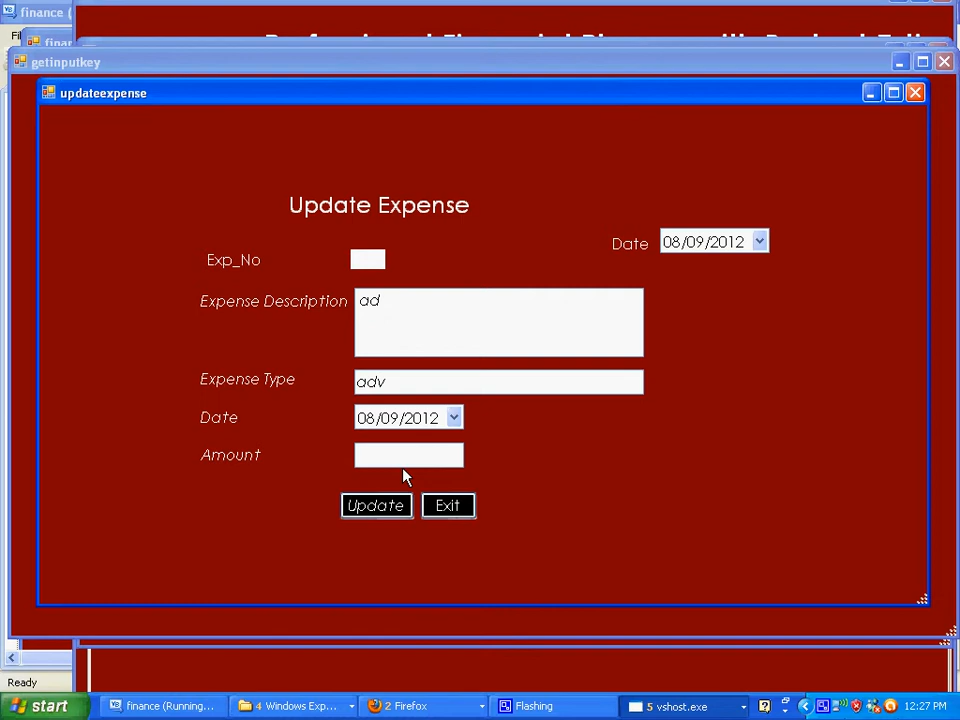 finance (
Fil
finan
getinputkey
updateexpense
Update Expense
Date 08/09/2012
Exp_No
Expense Description ad
Expense Type adv
Date 08/09/2012
Amount
Update Exit
Ready
start finance (Running... 4 Windows Exp... 2 Firefox Flashing 5 vshost.exe 12:27 PM